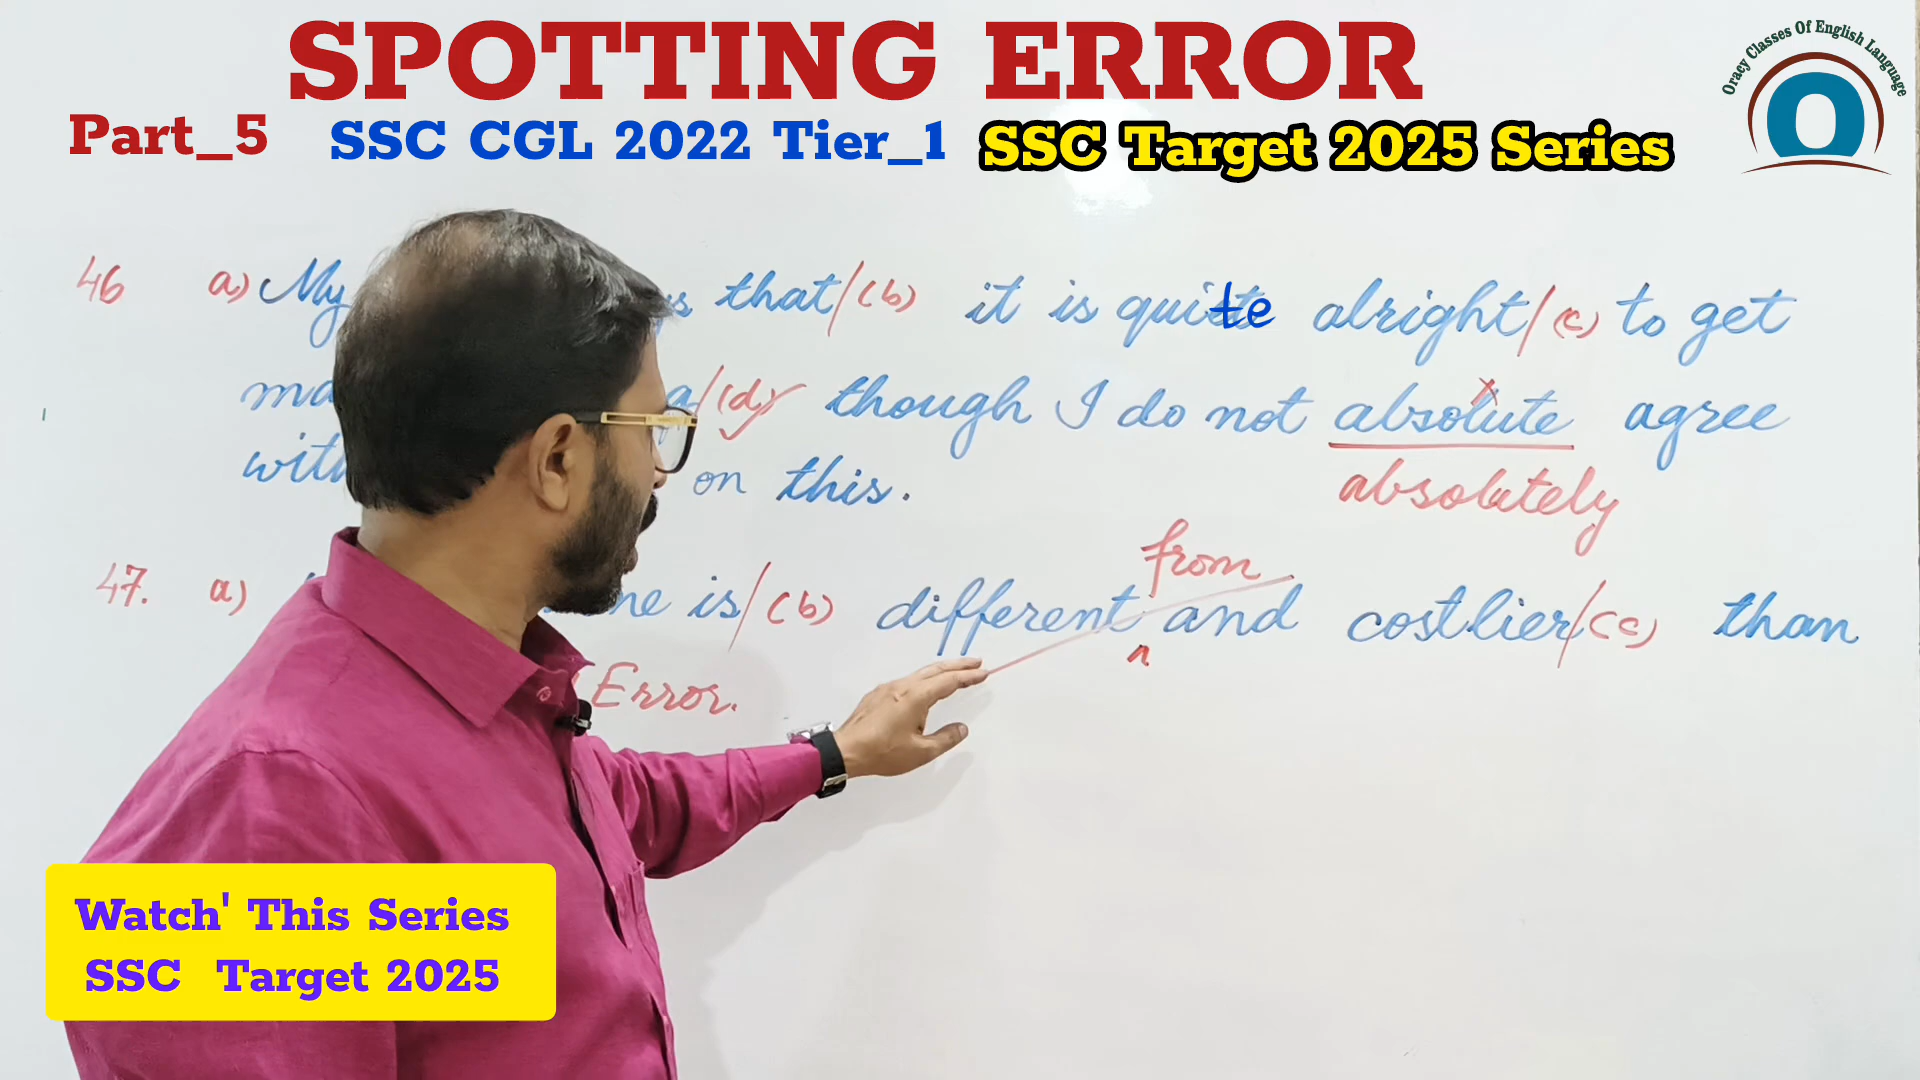 SPOTTING ERROR
Oracy Classes Of English Language
O
Part_5 SSC CGL 2022 Tier_1 SSC Target 2025 Series
46 a) My that/(b) it is quite alright/(c) to get
/(d) though I do not absolute agree
on this. absolutely
from
47. a) is/(b) different and costlier/(c) than
Error.
Watch' This Series
SSC Target 2025